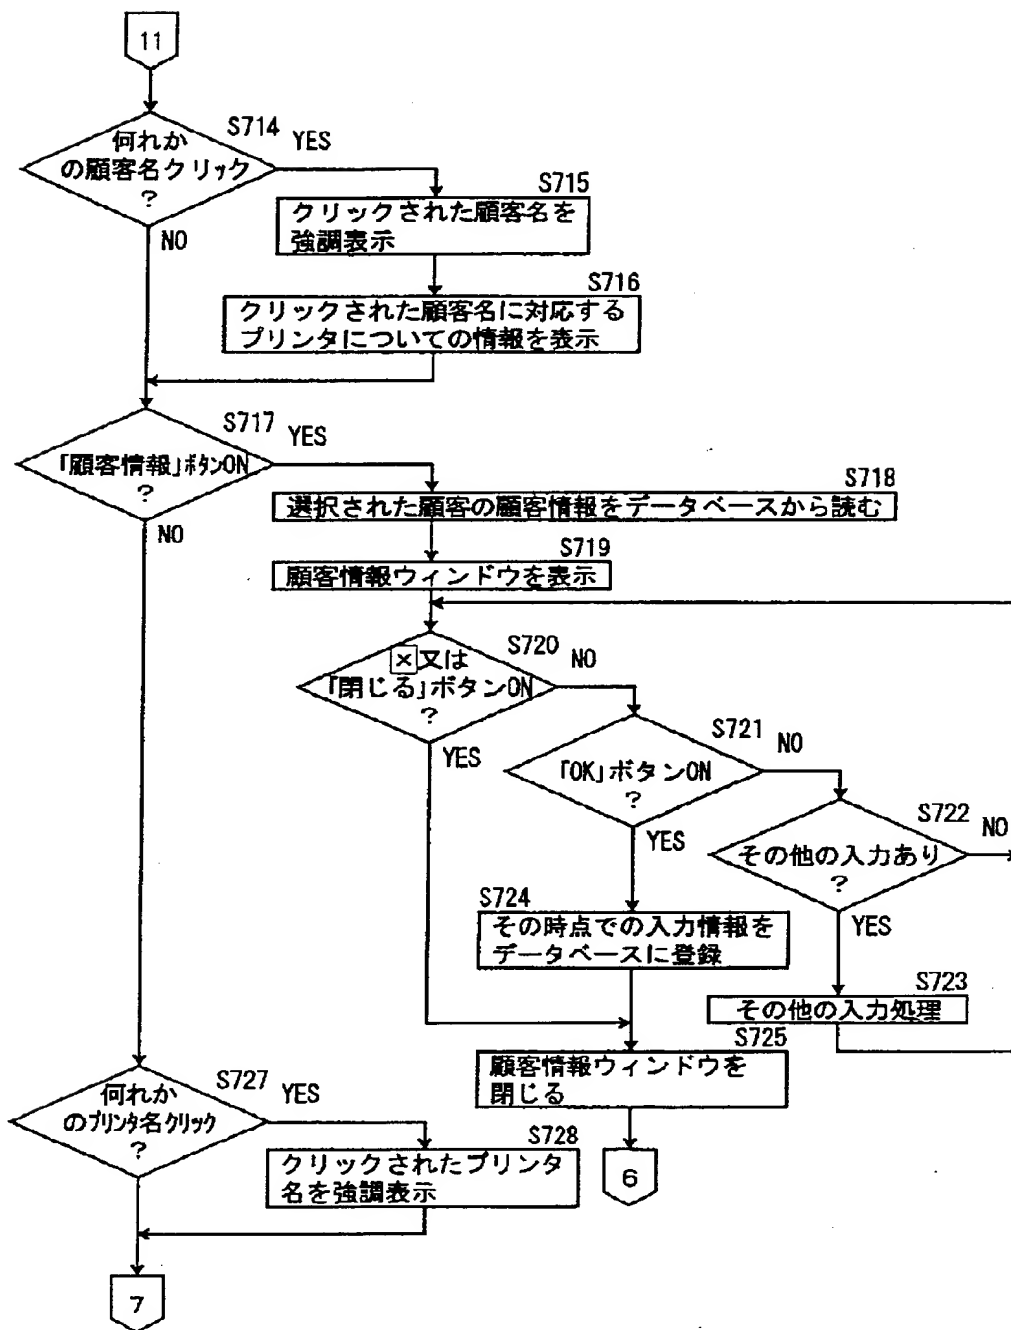 11
S714
YES
何れか
の顧客名クリック
?
NO
S715
クリックされた顧客名を
強調表示
S716
クリックされた顧客名に対応する
プリンタについての情報を表示
S717
YES
「顧客情報」ボタンON
?
NO
S718
選択された顧客の顧客情報をデータベースから読む
S719
顧客情報ウィンドウを表示
S720
NO
×又は
「閉じる」ボタンON
?
YES
S721
NO
「OK」ボタンON
?
YES
S722
NO
その他の入力あり
?
YES
S724
その時点での入力情報を
データベースに登録
S723
その他の入力処理
S725
顧客情報ウィンドウを
閉じる
6
S727
YES
何れか
のプリンタ名クリック
?
S728
クリックされたプリンタ
名を強調表示
7